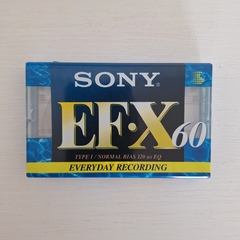 SONY
EF·X60
TYPE I / NORMAL BIAS 120 µs EQ
EVERYDAY RECORDING